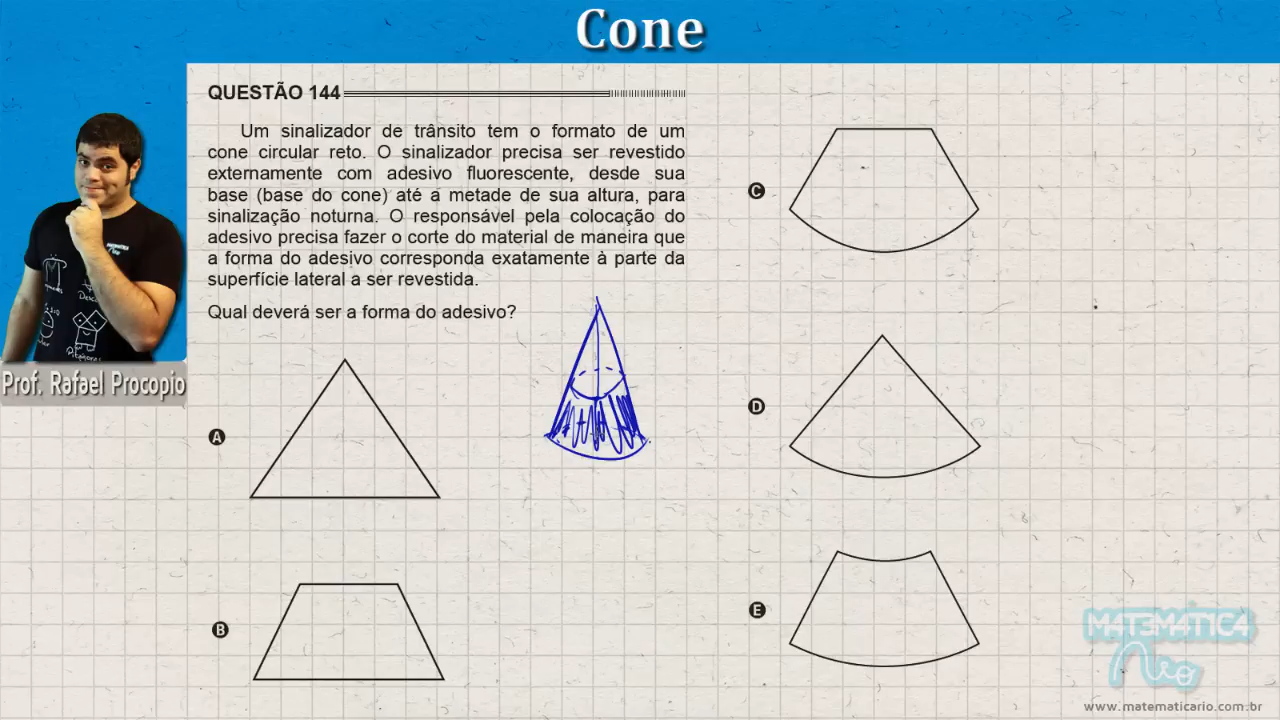 Cone
QUESTÃO 144
Um sinalizador de trânsito tem o formato de um
cone circular reto. O sinalizador precisa ser revestido
externamente com adesivo fluorescente, desde sua
base (base do cone) até a metade de sua altura, para
sinalização noturna. O responsável pela colocação do
adesivo precisa fazer o corte do material de maneira que
a forma do adesivo corresponda exatamente à parte da
superfície lateral a ser revestida.
Qual deverá ser a forma do adesivo?
Prof. Rafael Procopio
A
B
C
D
E
MATEMATICA
Rio
www.matematicario.com.br